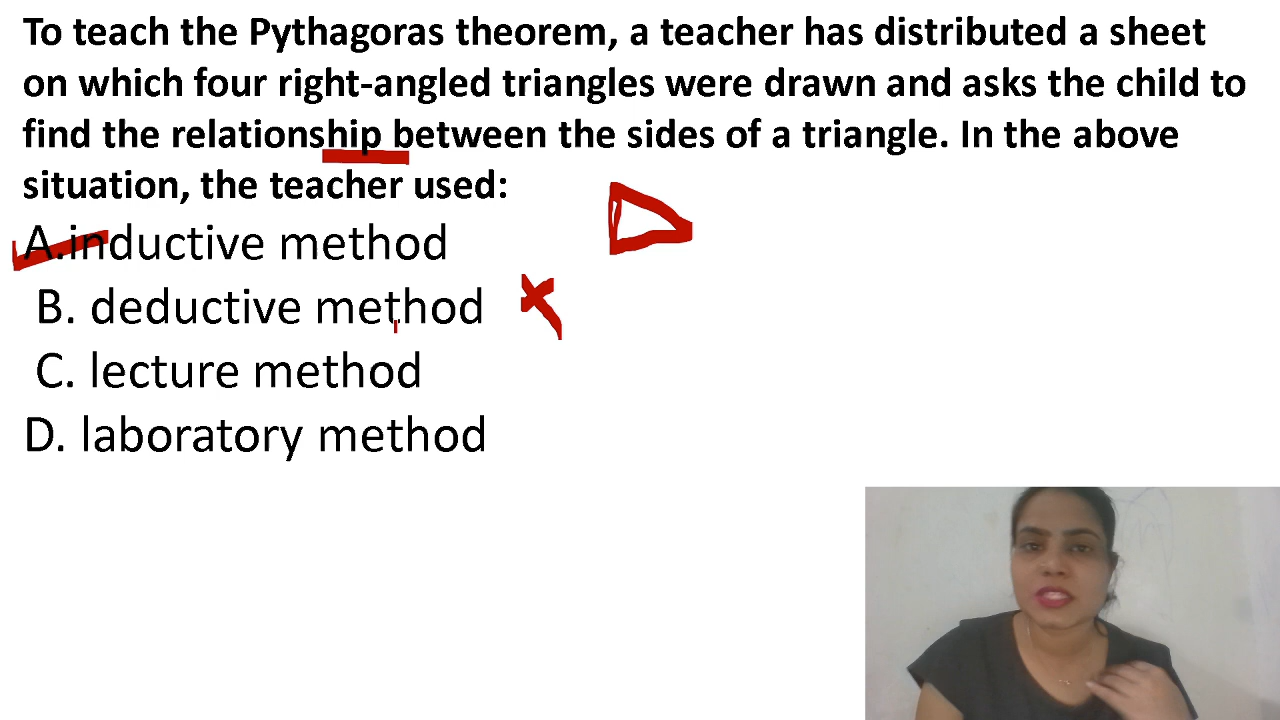 To teach the Pythagoras theorem, a teacher has distributed a sheet
on which four right-angled triangles were drawn and asks the child to
find the relationship between the sides of a triangle. In the above
situation, the teacher used:
A.inductive method
B. deductive method
C. lecture method
D. laboratory method